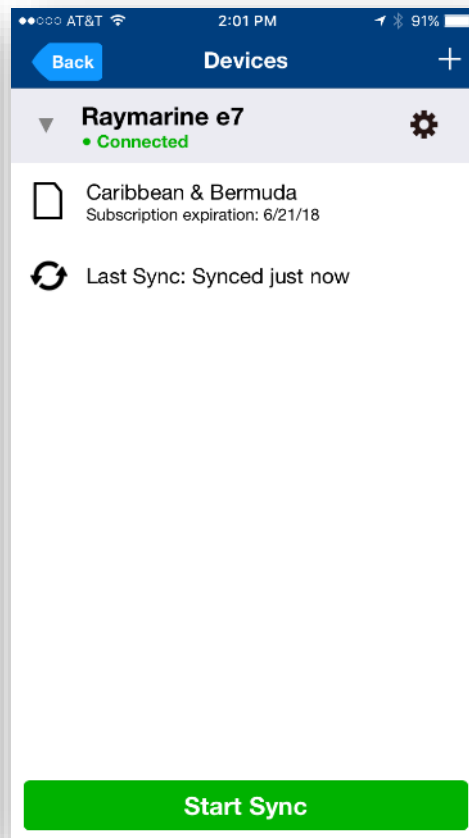 AT&T 2:01 PM 91%
Back Devices +
Raymarine e7
• Connected
Caribbean & Bermuda
Subscription expiration: 6/21/18
Last Sync: Synced just now
Start Sync